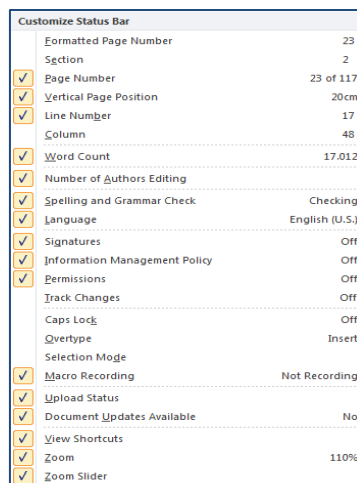 Customize Status Bar
Formatted Page Number 23
Section 2
Page Number 23 of 117
Vertical Page Position 20cm
Line Number 17
Column 48
Word Count 17.012
Number of Authors Editing
Spelling and Grammar Check Checking
Language English (U.S.)
Signatures Off
Information Management Policy Off
Permissions Off
Track Changes Off
Caps Lock Off
Overtype Insert
Selection Mode
Macro Recording Not Recording
Upload Status
Document Updates Available No
View Shortcuts
Zoom 110%
Zoom Slider